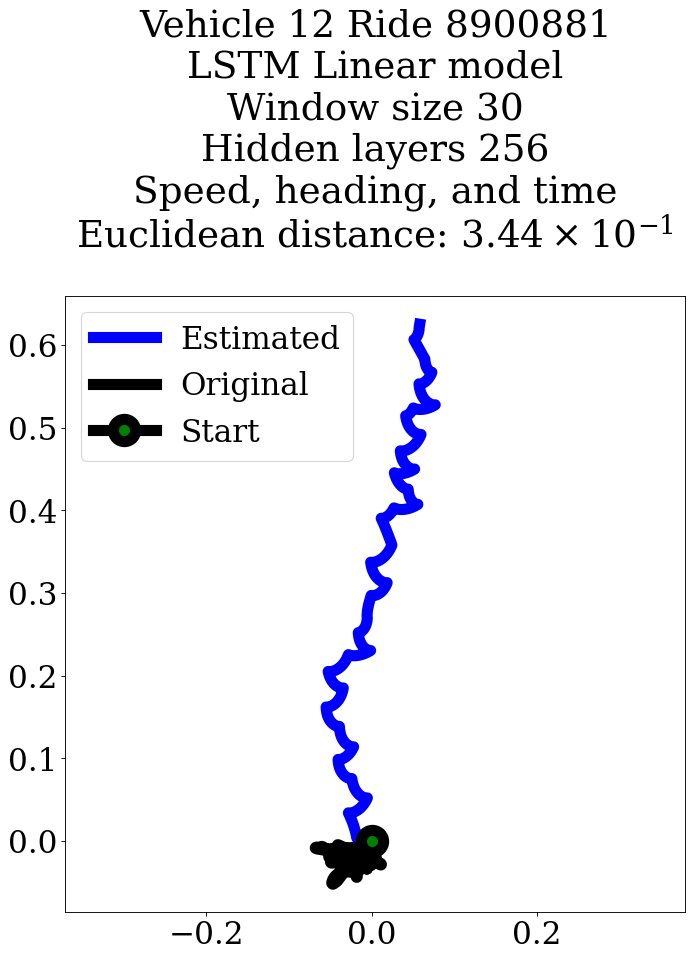 Vehicle 12 Ride 8900881
LSTM Linear model
Window size 30
Hidden layers 256
Speed, heading, and time
Euclidean distance: 3.44 × 10⁻¹
Estimated
Original
Start
0.6
0.5
0.4
0.3
0.2
0.1
0.0
−0.2 0.0 0.2